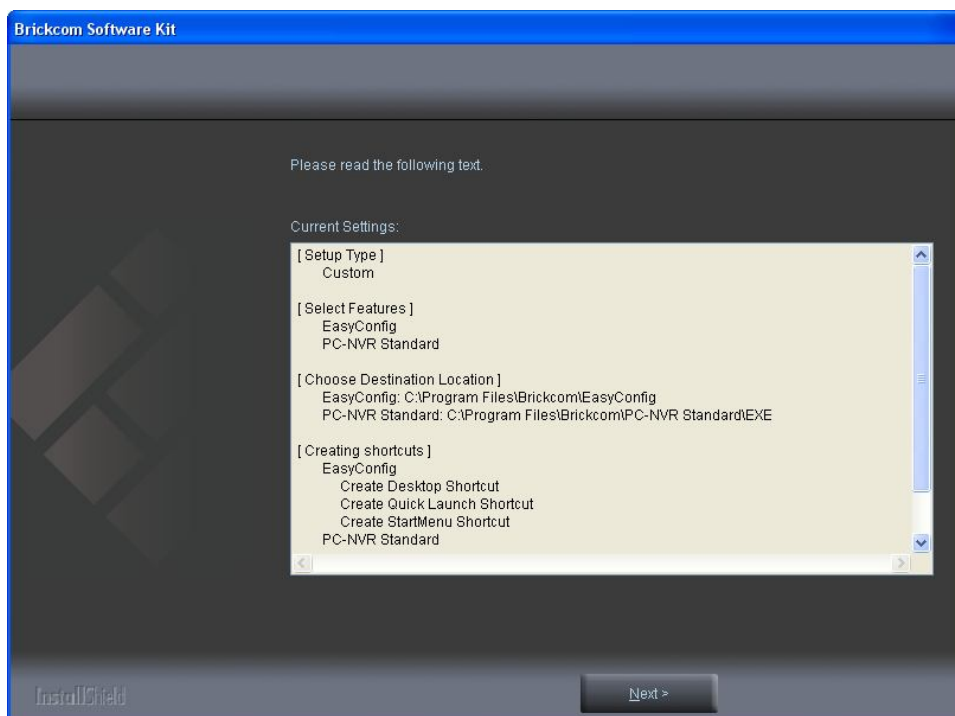 Brickcom Software Kit
Please read the following text.
Current Settings:
[ Setup Type ]
Custom
[ Select Features ]
EasyConfig
PC-NVR Standard
[ Choose Destination Location ]
EasyConfig: C:\Program Files\Brickcom\EasyConfig
PC-NVR Standard: C:\Program Files\Brickcom\PC-NVR Standard\EXE
[ Creating shortcuts ]
EasyConfig
Create Desktop Shortcut
Create Quick Launch Shortcut
Create StartMenu Shortcut
PC-NVR Standard
InstallShield
Next >